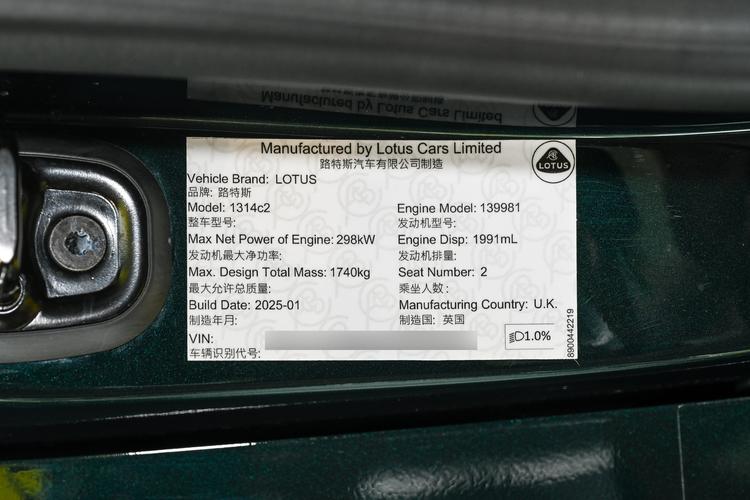 Manufactured by Lotus Cars Limited
路特斯汽车有限公司制造
LOTUS
Vehicle Brand: LOTUS
品牌: 路特斯
Model: 1314c2
整车型号:
Engine Model: 139981
发动机型号:
Max Net Power of Engine: 298kW
发动机最大净功率:
Engine Disp: 1991mL
发动机排量:
Max. Design Total Mass: 1740kg
最大允许总质量:
Seat Number: 2
乘坐人数:
Build Date: 2025-01
制造年月:
Manufacturing Country: U.K.
制造国: 英国
VIN:
车辆识别代号:
1.0%
8900442219